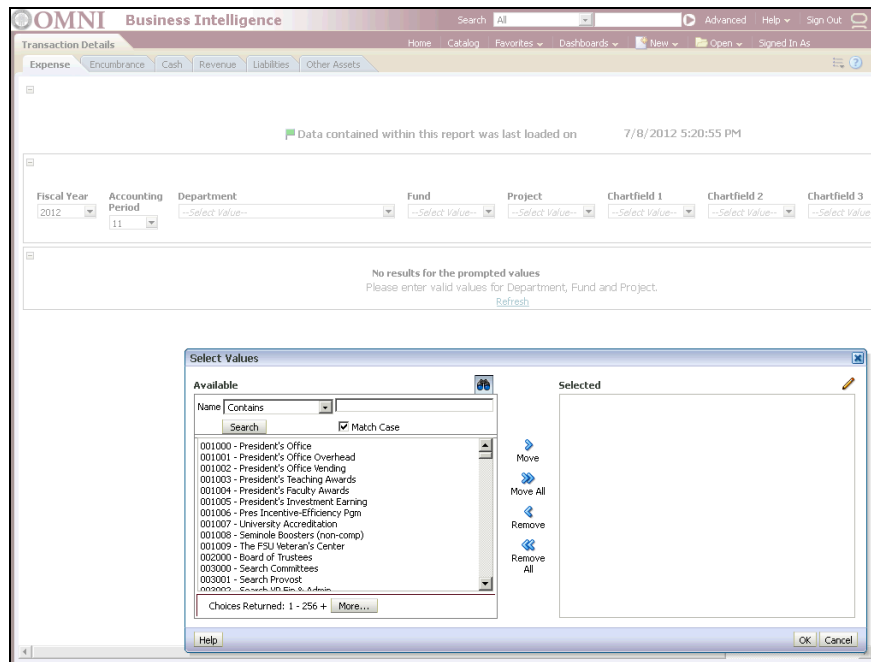 OMNI Business Intelligence Search All Advanced Help Sign Out
Transaction Details Home Catalog Favorites Dashboards New Open Signed In As
Expense Encumbrance Cash Revenue Liabilities Other Assets
Data contained within this report was last loaded on 7/8/2012 5:20:55 PM
Fiscal Year Accounting Period Department Fund Project Chartfield 1 Chartfield 2 Chartfield 3
2012 11 --Select Value-- --Select Value-- --Select Value-- --Select Value-- --Select Value-- --Select Value
No results for the prompted values
Please enter valid values for Department, Fund and Project.
Refresh
Select Values
Available Selected
Name Contains
Search Match Case
001000 - President's Office
001001 - President's Office Overhead
001002 - President's Office Vending
001003 - President's Teaching Awards
001004 - President's Faculty Awards
001005 - President's Investment Earning
001006 - Pres Incentive-Efficiency Pgm
001007 - University Accreditation
001008 - Seminole Boosters (non-comp)
001009 - The FSU Veteran's Center
002000 - Board of Trustees
003000 - Search Committees
003001 - Search Provost
003002 - Search VP Fin & Admin
Move
Move All
Remove
Remove All
Choices Returned: 1 - 256 + More...
Help OK Cancel